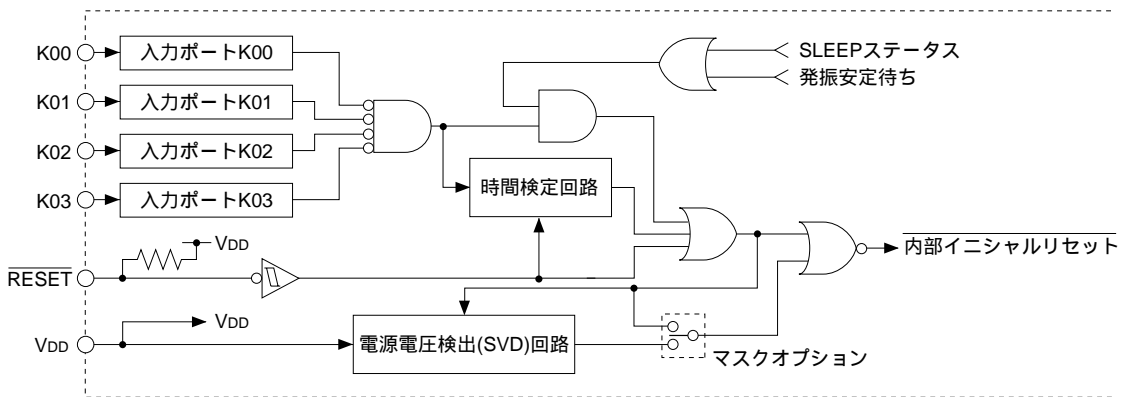 K00
入力ポートK00
K01
入力ポートK01
K02
入力ポートK02
K03
入力ポートK03
SLEEPステータス
発振安定待ち
時間検定回路
VDD
RESET
内部イニシャルリセット
VDD
VDD
電源電圧検出(SVD)回路
マスクオプション